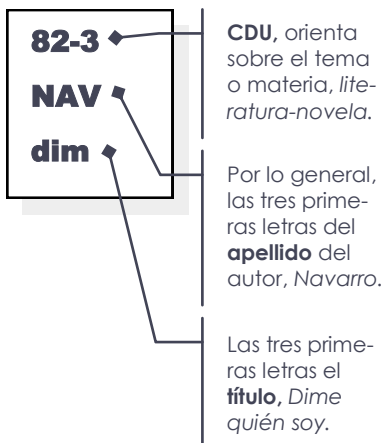 82-3
NAV
dim
CDU, orienta
sobre el tema
o materia, lite-
ratura-novela.
Por lo general,
las tres prime-
ras letras del
apellido del
autor, Navarro.
Las tres prime-
ras letras el
título, Dime
quién soy.